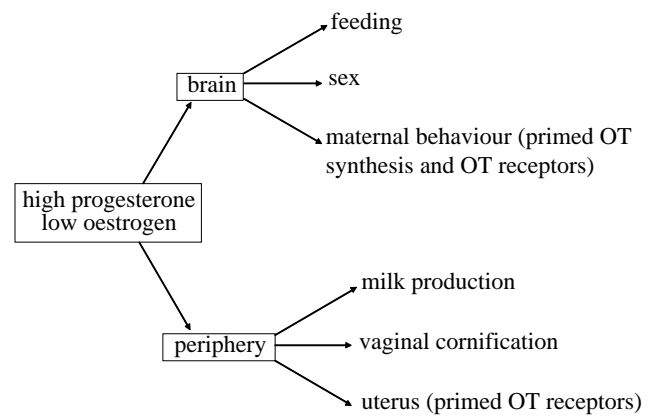 feeding
brain
sex
maternal behaviour (primed OT
synthesis and OT receptors)
high progesterone
low oestrogen
milk production
periphery
vaginal cornification
uterus (primed OT receptors)